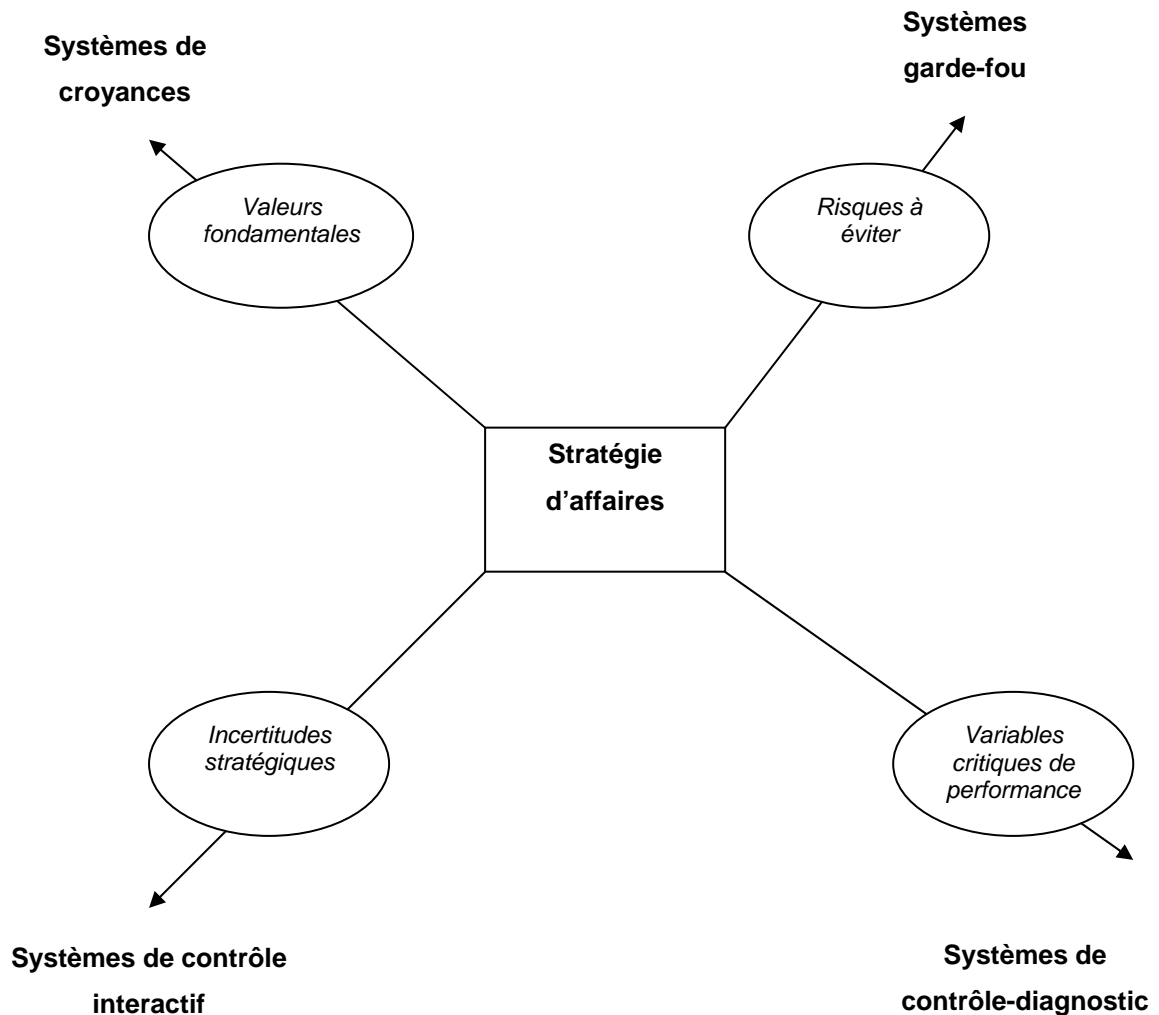 Systèmes de
croyances
Systèmes
garde-fou
Valeurs
fondamentales
Risques à
éviter
Stratégie
d’affaires
Incertitudes
stratégiques
Variables
critiques de
performance
Systèmes de contrôle
interactif
Systèmes de
contrôle-diagnostic